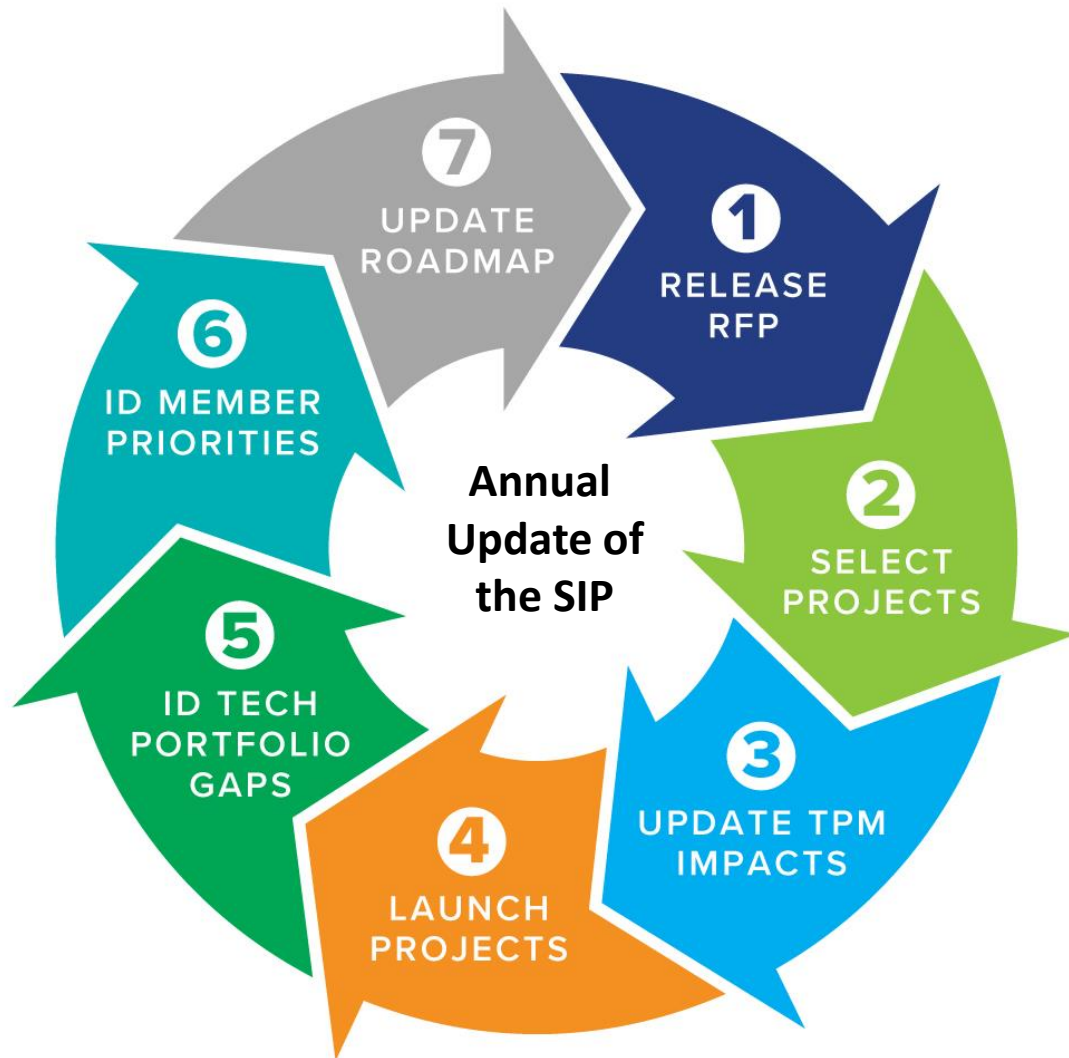 7
UPDATE
ROADMAP
1
RELEASE
RFP
6
ID MEMBER
PRIORITIES
Annual
Update of
the SIP
2
SELECT
PROJECTS
5
ID TECH
PORTFOLIO
GAPS
3
UPDATE TPM
IMPACTS
4
LAUNCH
PROJECTS